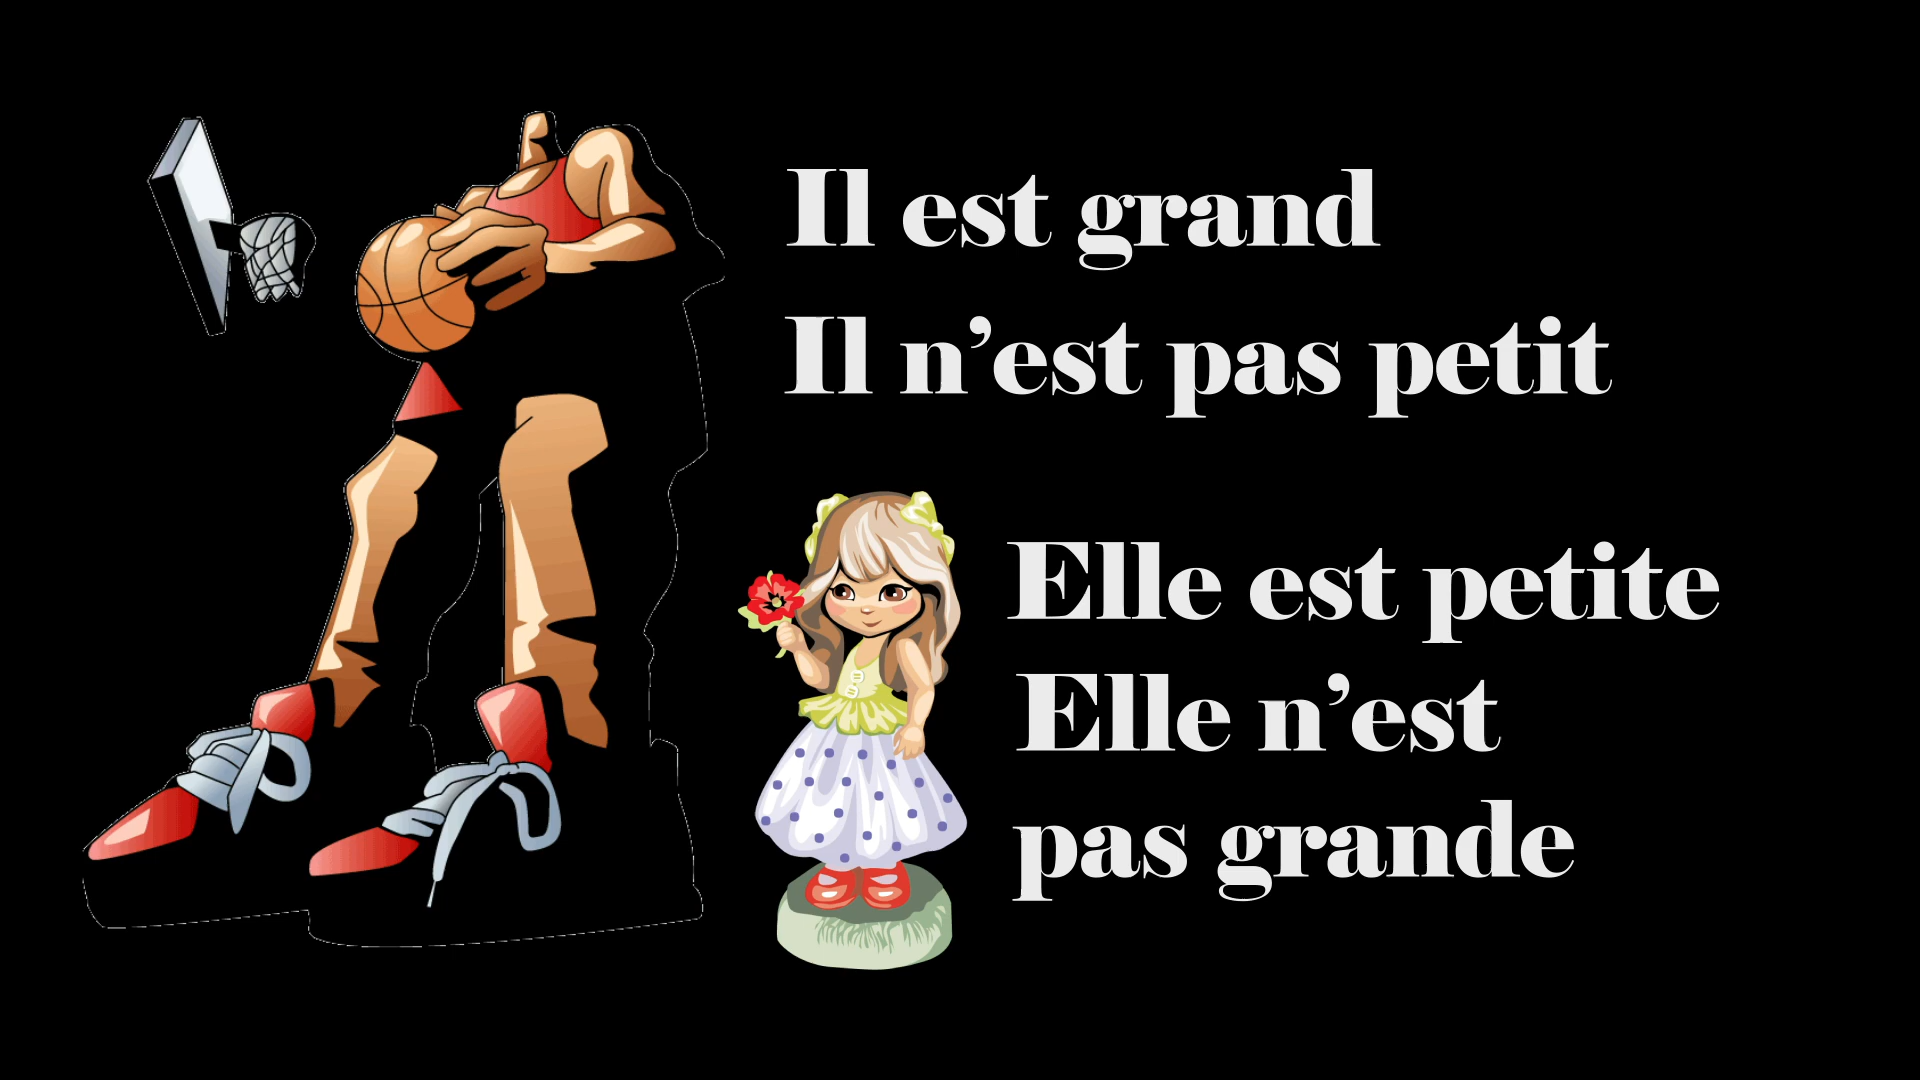 Il est grand
Il n’est pas petit
Elle est petite
Elle n’est
pas grande